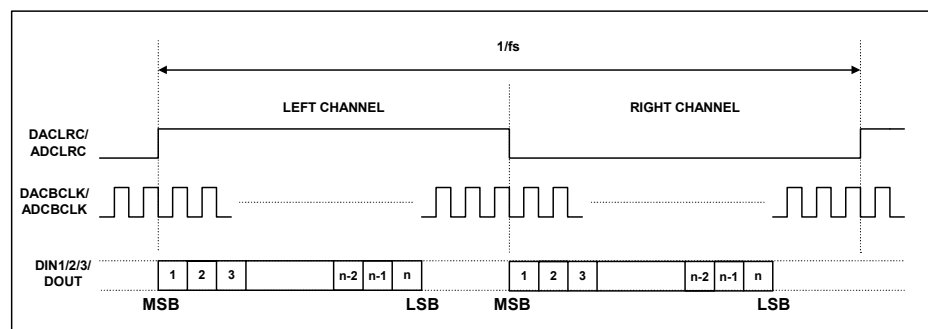 1/fs
LEFT CHANNEL RIGHT CHANNEL
DACLRC/
ADCLRC
DACBCLK/
ADCBCLK
DIN1/2/3/
DOUT
1 2 3 n-2 n-1 n 1 2 3 n-2 n-1 n
MSB LSB MSB LSB